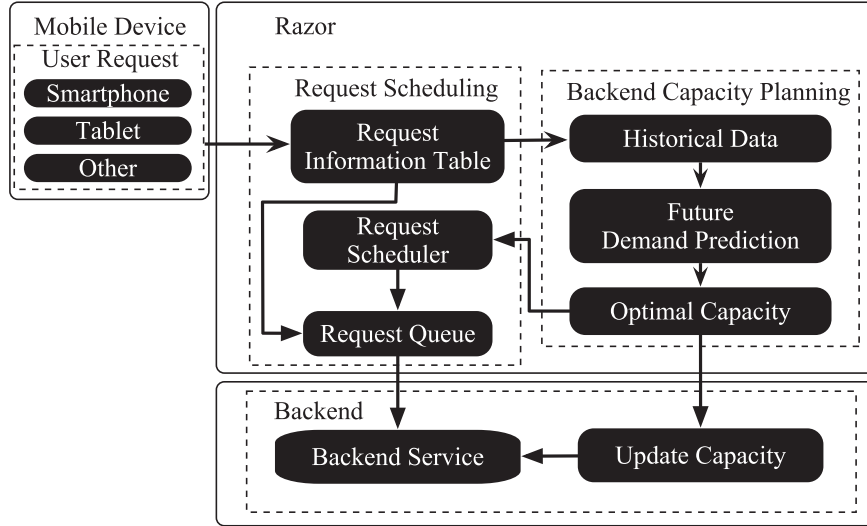 Mobile Device
User Request
Smartphone
Tablet
Other
Razor
Request Scheduling
Request
Information Table
Request
Scheduler
Request Queue
Backend Capacity Planning
Historical Data
Future
Demand Prediction
Optimal Capacity
Backend
Backend Service
Update Capacity